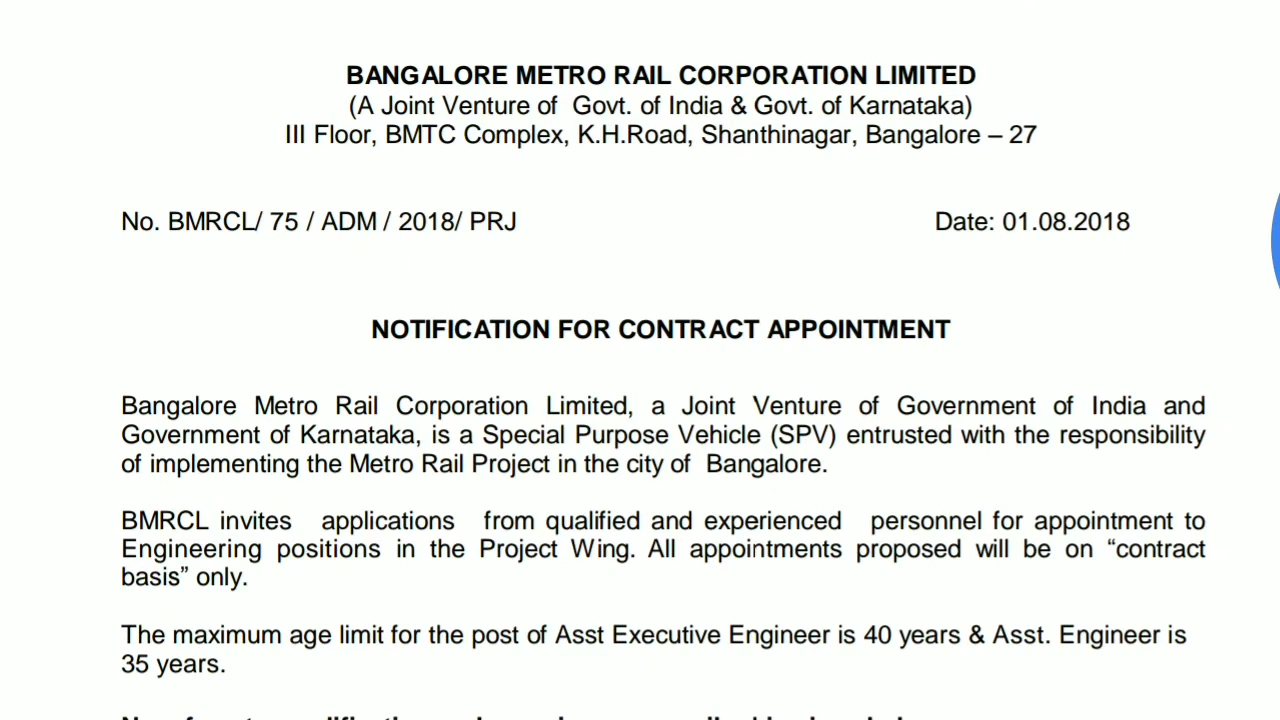 BANGALORE METRO RAIL CORPORATION LIMITED
(A Joint Venture of Govt. of India & Govt. of Karnataka)
III Floor, BMTC Complex, K.H.Road, Shanthinagar, Bangalore – 27
No. BMRCL/ 75 / ADM / 2018/ PRJ Date: 01.08.2018
NOTIFICATION FOR CONTRACT APPOINTMENT
Bangalore Metro Rail Corporation Limited, a Joint Venture of Government of India and
Government of Karnataka, is a Special Purpose Vehicle (SPV) entrusted with the responsibility
of implementing the Metro Rail Project in the city of Bangalore.
BMRCL invites applications from qualified and experienced personnel for appointment to
Engineering positions in the Project Wing. All appointments proposed will be on “contract
basis” only.
The maximum age limit for the post of Asst Executive Engineer is 40 years & Asst. Engineer is
35 years.